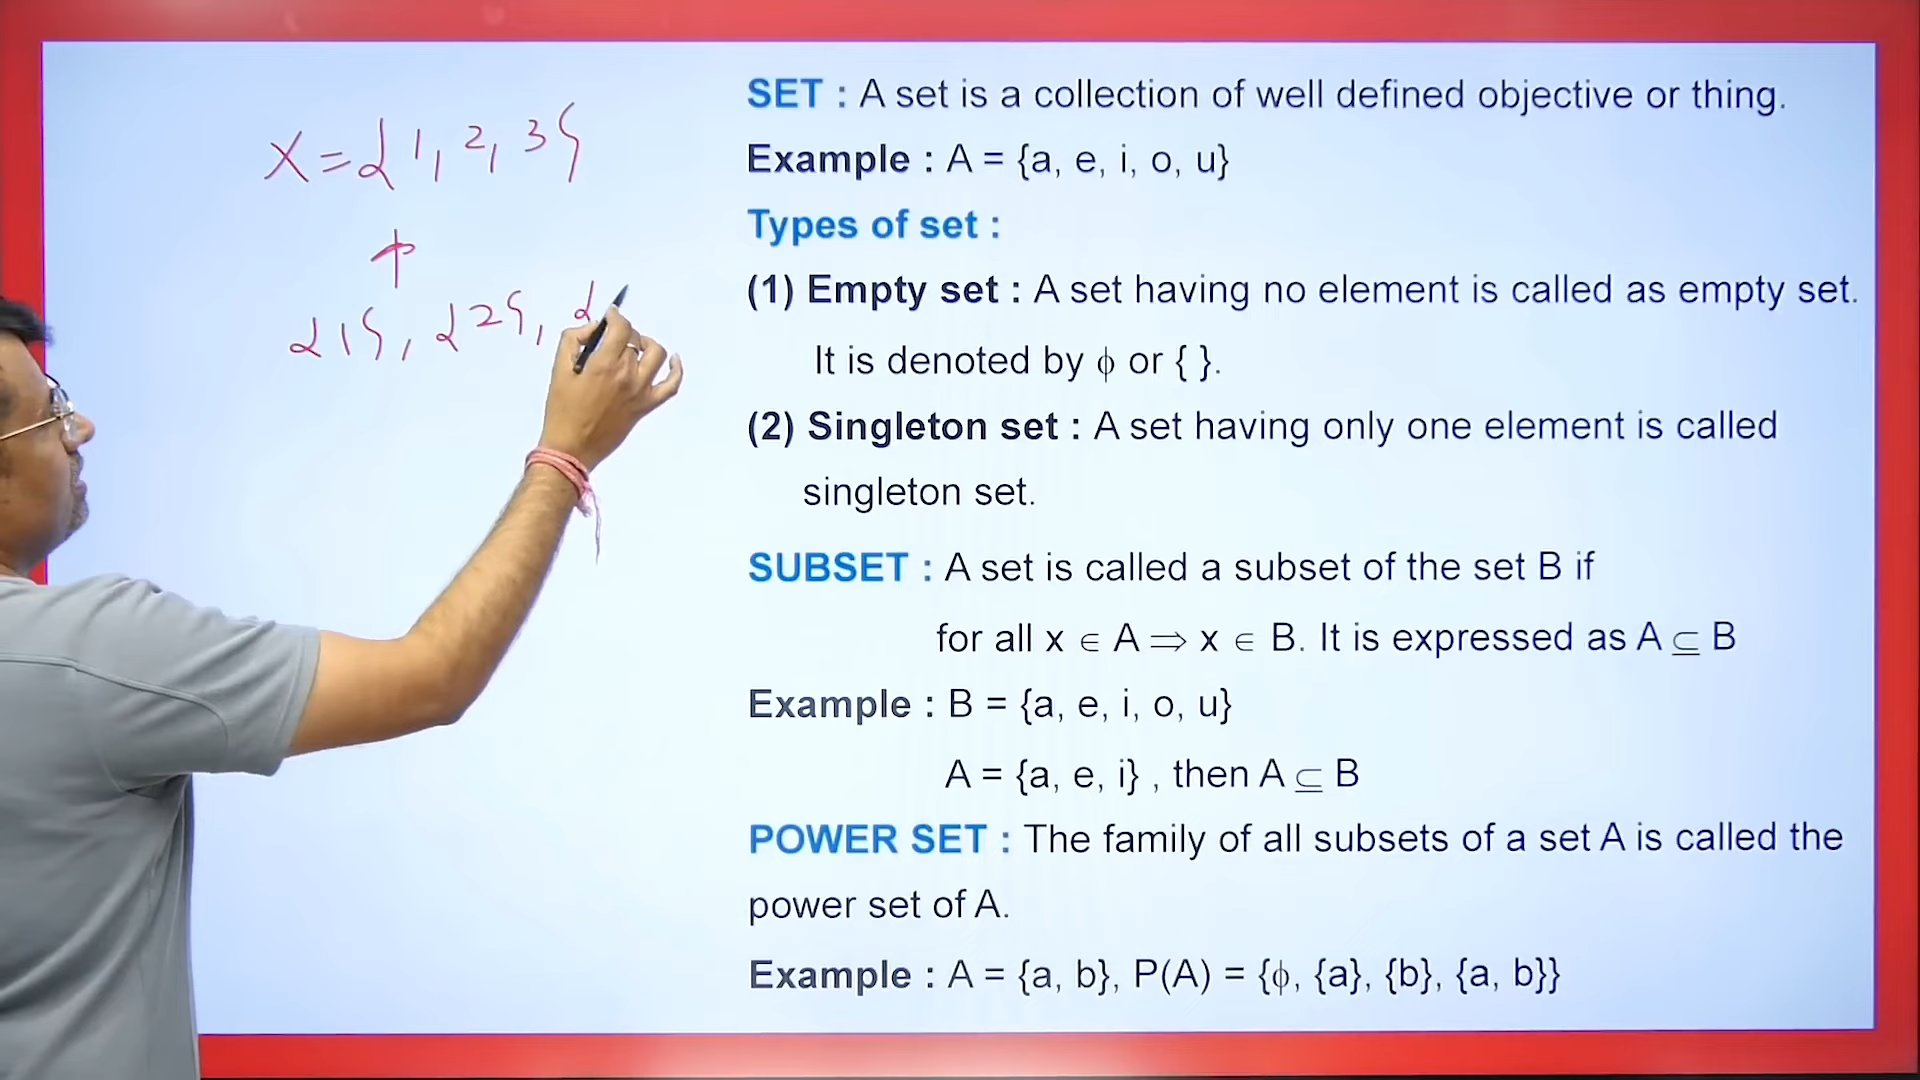 X = {1, 2, 3}
↑
{1}, {2}, {
SET : A set is a collection of well defined objective or thing.
Example : A = {a, e, i, o, u}
Types of set :
(1) Empty set : A set having no element is called as empty set.
It is denoted by ϕ or { }.
(2) Singleton set : A set having only one element is called
singleton set.
SUBSET : A set is called a subset of the set B if
for all x ∈ A ⇒ x ∈ B. It is expressed as A ⊆ B
Example : B = {a, e, i, o, u}
A = {a, e, i} , then A ⊆ B
POWER SET : The family of all subsets of a set A is called the
power set of A.
Example : A = {a, b}, P(A) = {ϕ, {a}, {b}, {a, b}}